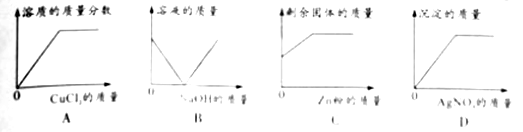 溶质的质量分数
0
CuCl₂的质量
A
溶质的质量
0
NaOH的质量
B
剩余固体的质量
0
Zn粉的质量
C
沉淀的质量
0
AgNO₃的质量
D